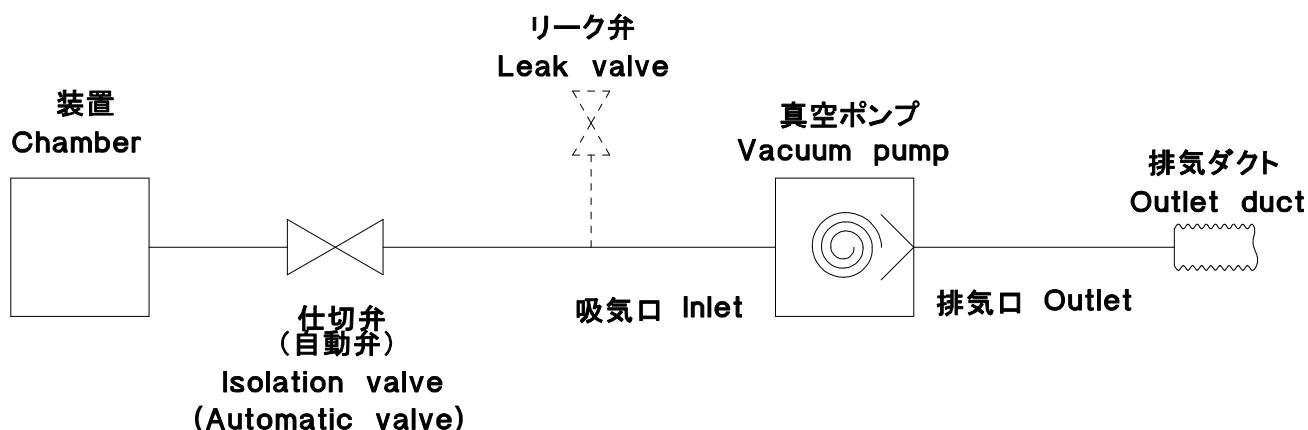 リーク弁
Leak valve
装置
Chamber
真空ポンプ
Vacuum pump
排気ダクト
Outlet duct
吸気口 Inlet
排気口 Outlet
仕切弁
(自動弁)
Isolation valve
(Automatic valve)